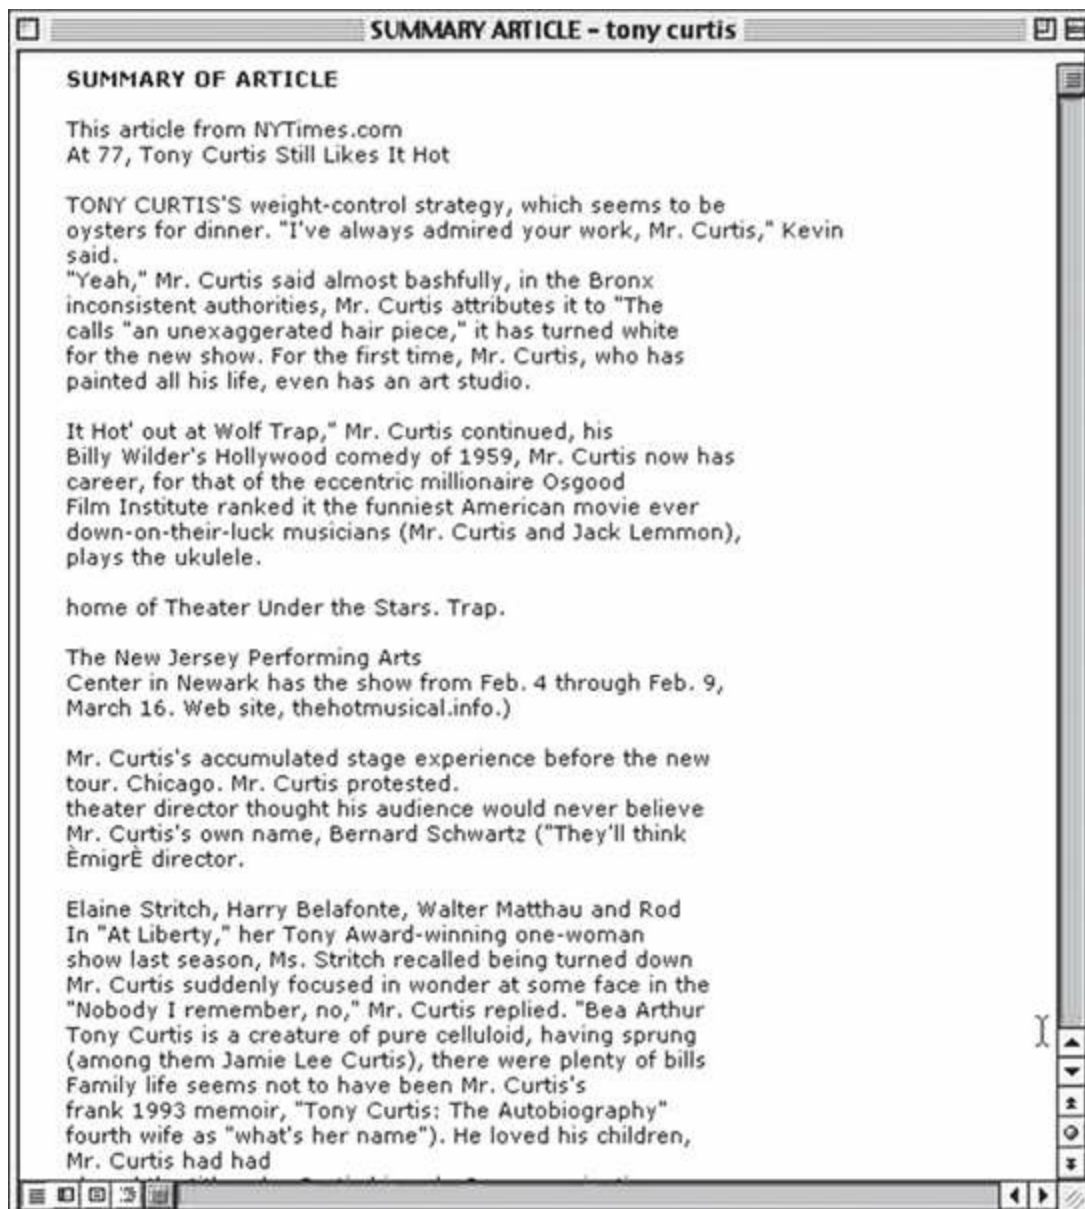 SUMMARY ARTICLE – tony curtis
SUMMARY OF ARTICLE
This article from NYTimes.com
At 77, Tony Curtis Still Likes It Hot
TONY CURTIS'S weight-control strategy, which seems to be
oysters for dinner. "I've always admired your work, Mr. Curtis," Kevin
said.
"Yeah," Mr. Curtis said almost bashfully, in the Bronx
inconsistent authorities, Mr. Curtis attributes it to "The
calls "an unexaggerated hair piece," it has turned white
for the new show. For the first time, Mr. Curtis, who has
painted all his life, even has an art studio.
It Hot' out at Wolf Trap," Mr. Curtis continued, his
Billy Wilder's Hollywood comedy of 1959, Mr. Curtis now has
career, for that of the eccentric millionaire Osgood
Film Institute ranked it the funniest American movie ever
down-on-their-luck musicians (Mr. Curtis and Jack Lemmon),
plays the ukulele.
home of Theater Under the Stars. Trap.
The New Jersey Performing Arts
Center in Newark has the show from Feb. 4 through Feb. 9,
March 16. Web site, thehotmusical.info.)
Mr. Curtis's accumulated stage experience before the new
tour. Chicago. Mr. Curtis protested.
theater director thought his audience would never believe
Mr. Curtis's own name, Bernard Schwartz ("They'll think
ÈmigrÈ director.
Elaine Stritch, Harry Belafonte, Walter Matthau and Rod
In "At Liberty," her Tony Award-winning one-woman
show last season, Ms. Stritch recalled being turned down
Mr. Curtis suddenly focused in wonder at some face in the
"Nobody I remember, no," Mr. Curtis replied. "Bea Arthur
Tony Curtis is a creature of pure celluloid, having sprung
(among them Jamie Lee Curtis), there were plenty of bills
Family life seems not to have been Mr. Curtis's
frank 1993 memoir, "Tony Curtis: The Autobiography"
fourth wife as "what's her name"). He loved his children,
Mr. Curtis had had